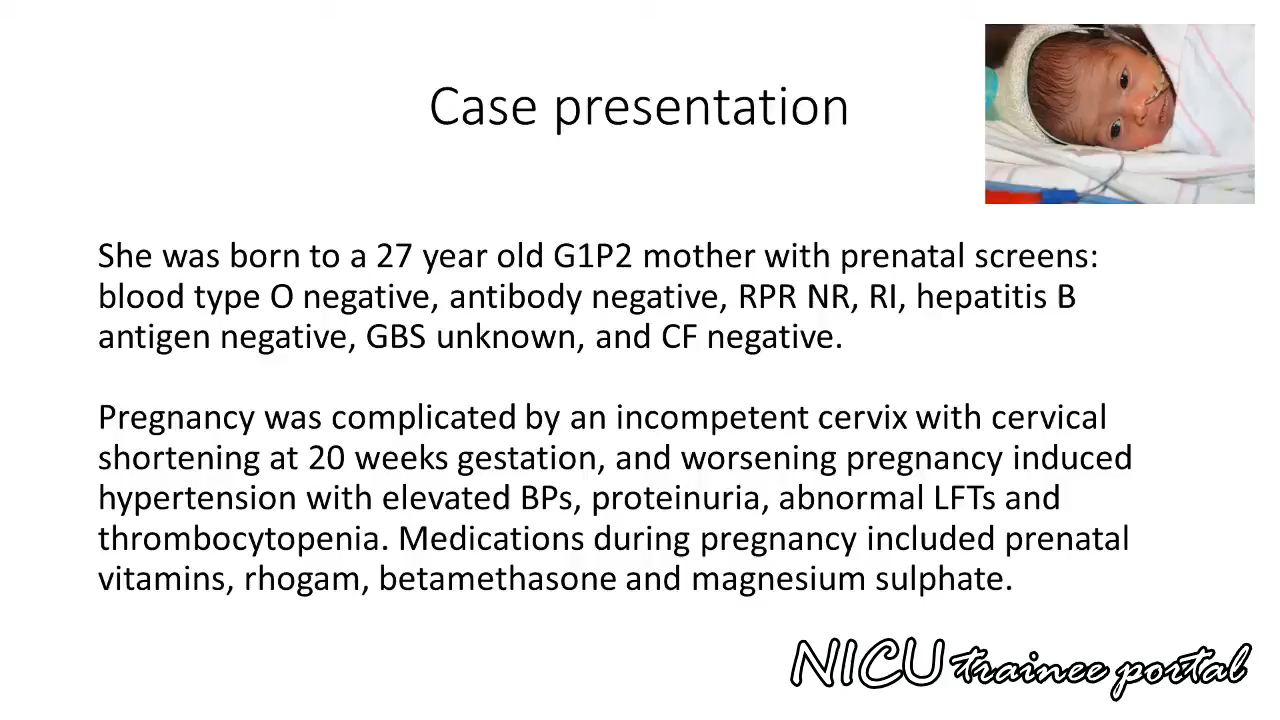 Case presentation
She was born to a 27 year old G1P2 mother with prenatal screens:
blood type O negative, antibody negative, RPR NR, RI, hepatitis B
antigen negative, GBS unknown, and CF negative.
Pregnancy was complicated by an incompetent cervix with cervical
shortening at 20 weeks gestation, and worsening pregnancy induced
hypertension with elevated BPs, proteinuria, abnormal LFTs and
thrombocytopenia. Medications during pregnancy included prenatal
vitamins, rhogam, betamethasone and magnesium sulphate.
NICU trainee portal